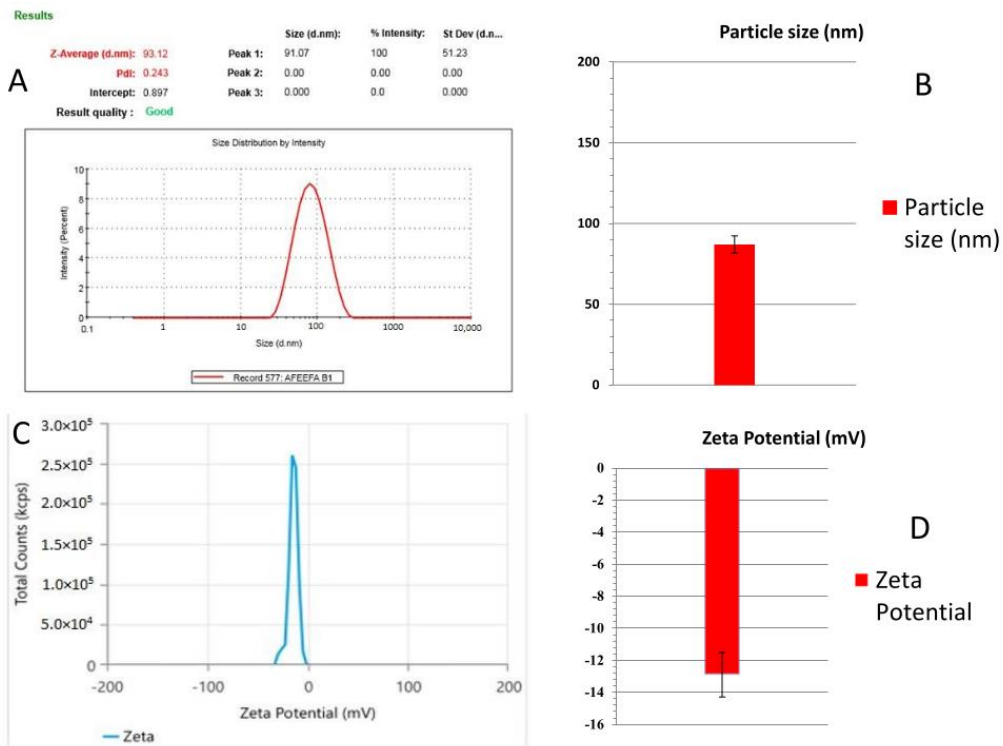 Results
Size (d.nm): % Intensity: St Dev (d.n...
Z-Average (d.nm): 93.12 Peak 1: 91.07 100 51.23
Pdl: 0.243 Peak 2: 0.00 0.00 0.00
Intercept: 0.897 Peak 3: 0.000 0.0 0.000
Result quality : Good
A
Size Distribution by Intensity
Intensity (Percent)
10
8
6
4
2
0
0.1 1 10 100 1000 10,000
Size (d.nm)
Record 577: AFEEFA B1
Particle size (nm)
B
200
150
100
50
0
Particle
size (nm)
C
Total Counts (kcps)
3.0×10⁵
2.5×10⁵
2.0×10⁵
1.5×10⁵
1.0×10⁵
5.0×10⁴
0
-200 -100 0 100 200
Zeta Potential (mV)
Zeta
Zeta Potential (mV)
D
0
-2
-4
-6
-8
-10
-12
-14
-16
Zeta
Potential